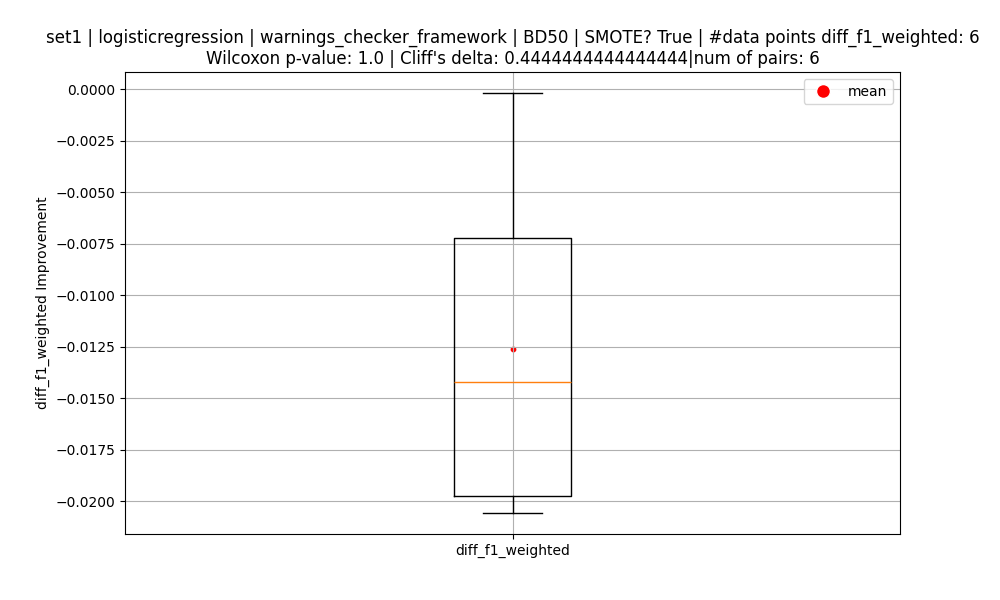 set1 | logisticregression | warnings_checker_framework | BD50 | SMOTE? True | #data points diff_f1_weighted: 6
Wilcoxon p-value: 1.0 | Cliff's delta: 0.4444444444444444|num of pairs: 6
mean
0.0000
−0.0025
−0.0050
−0.0075
−0.0100
−0.0125
−0.0150
−0.0175
−0.0200
diff_f1_weighted Improvement
diff_f1_weighted